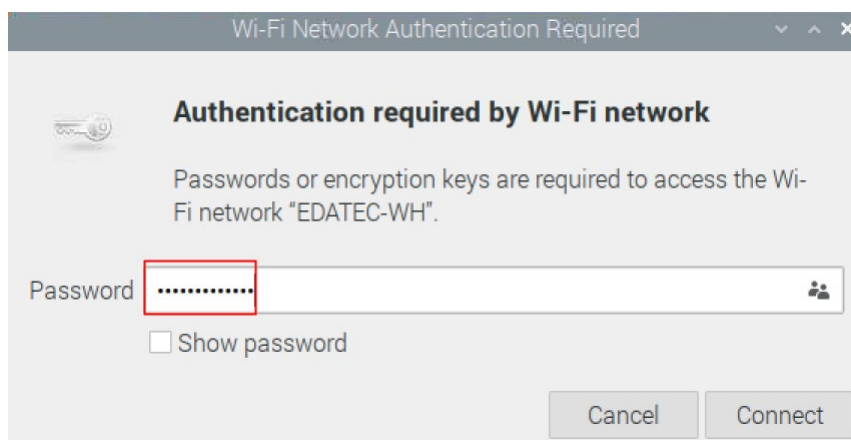 Wi-Fi Network Authentication Required
Authentication required by Wi-Fi network
Passwords or encryption keys are required to access the Wi-
Fi network “EDATEC-WH”.
Password •••••••••••••
Show password
Cancel Connect